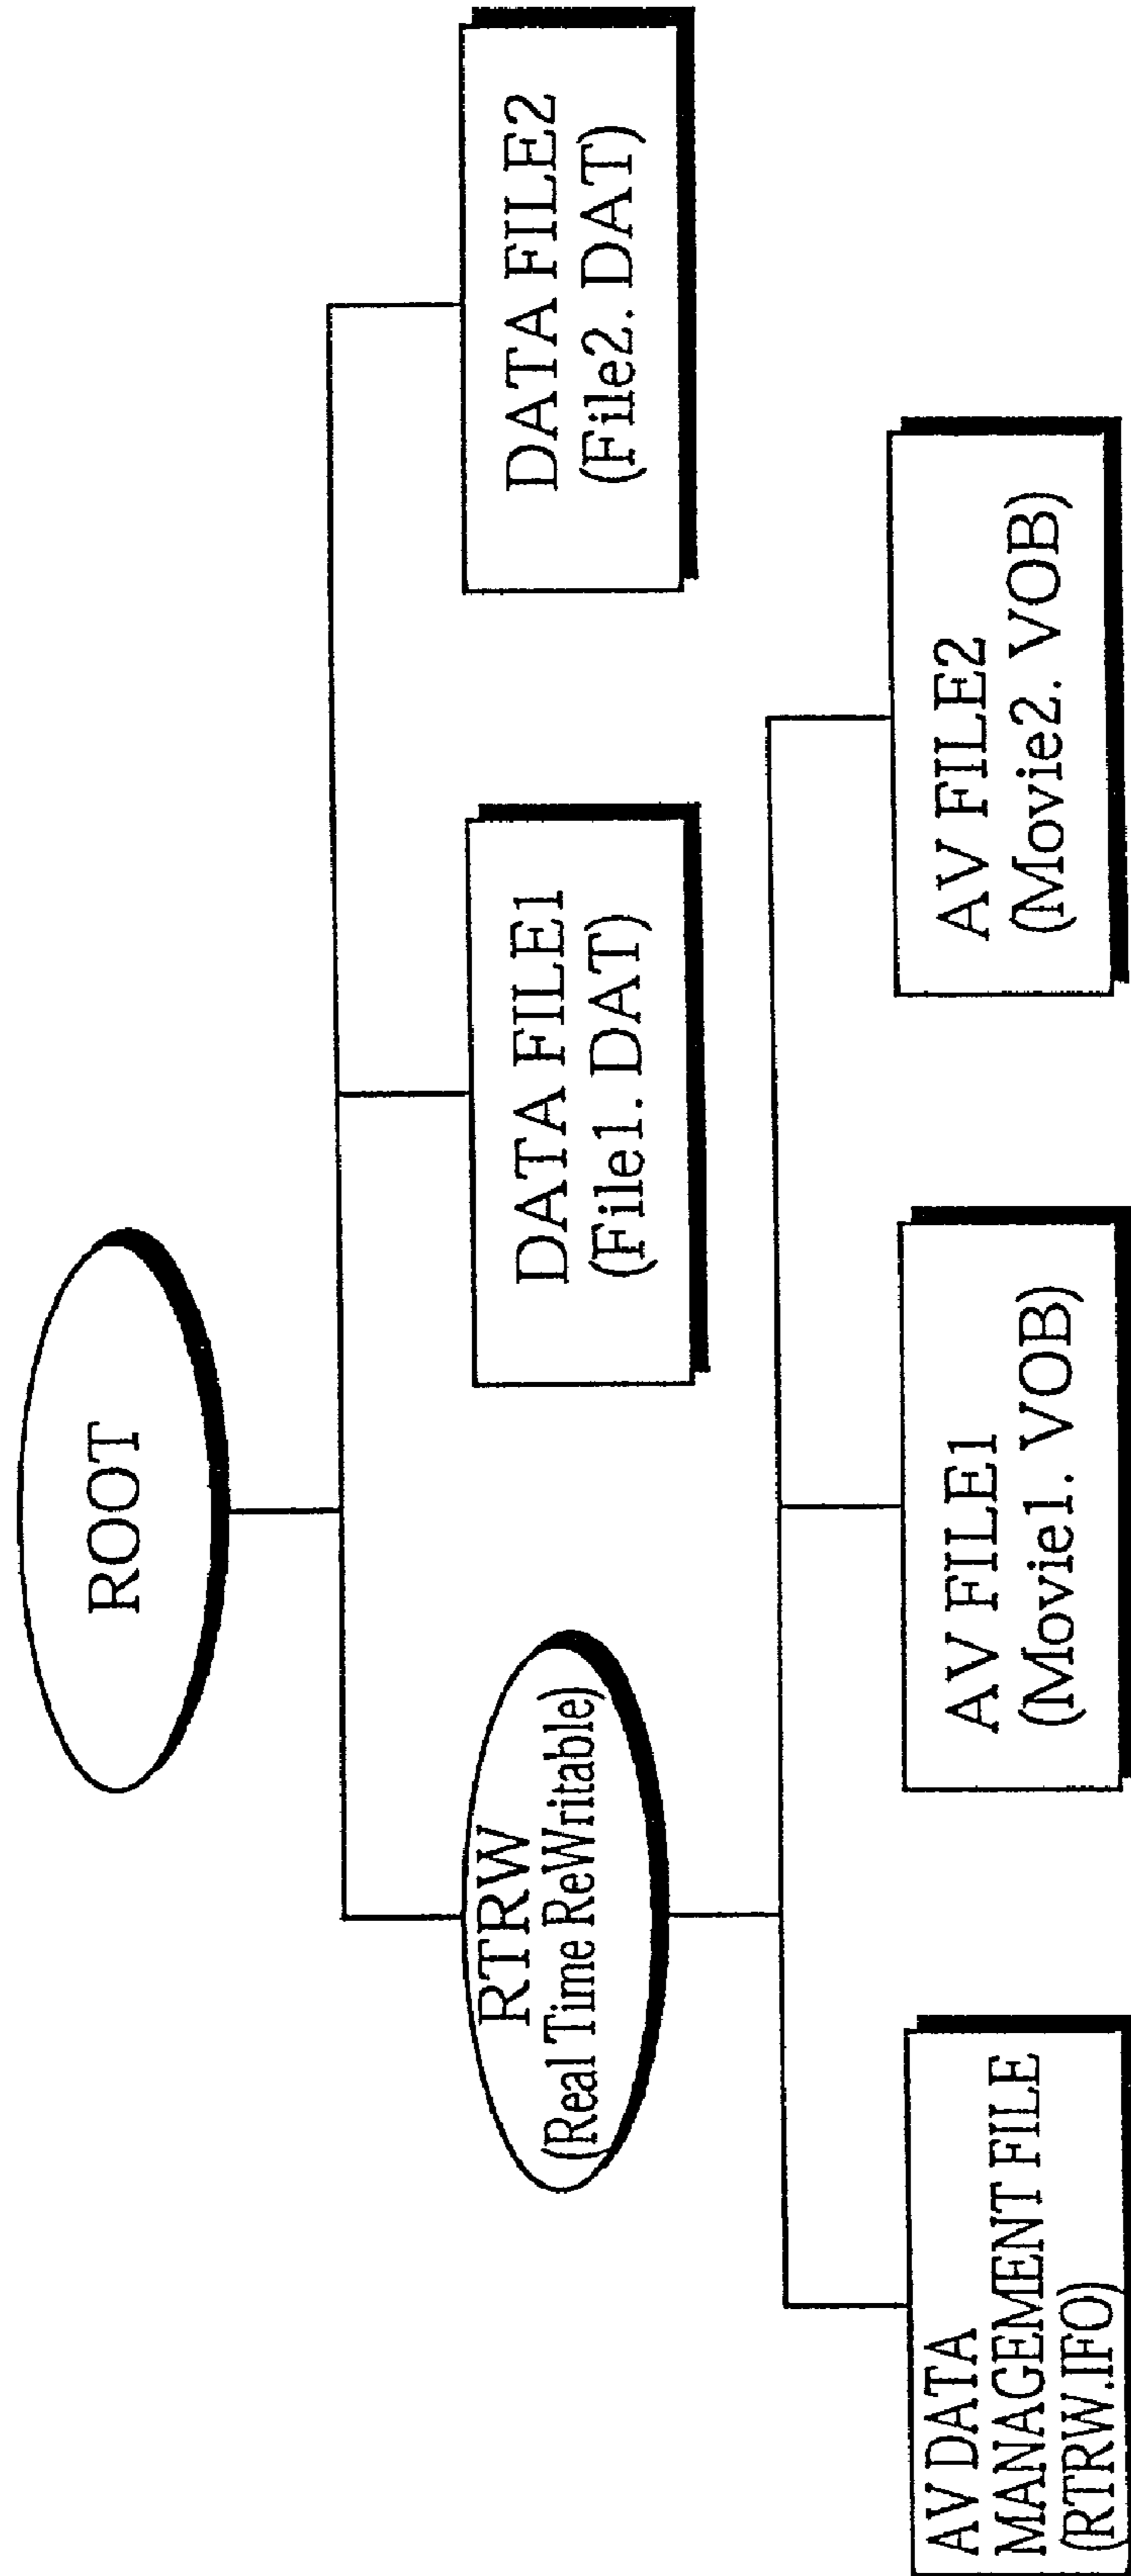 ROOT
RTRW
(Real Time ReWritable)
DATA FILE1
(File1. DAT)
DATA FILE2
(File2. DAT)
AV DATA
MANAGEMENT FILE
(RTRW.IFO)
AV FILE1
(Movie1. VOB)
AV FILE2
(Movie2. VOB)